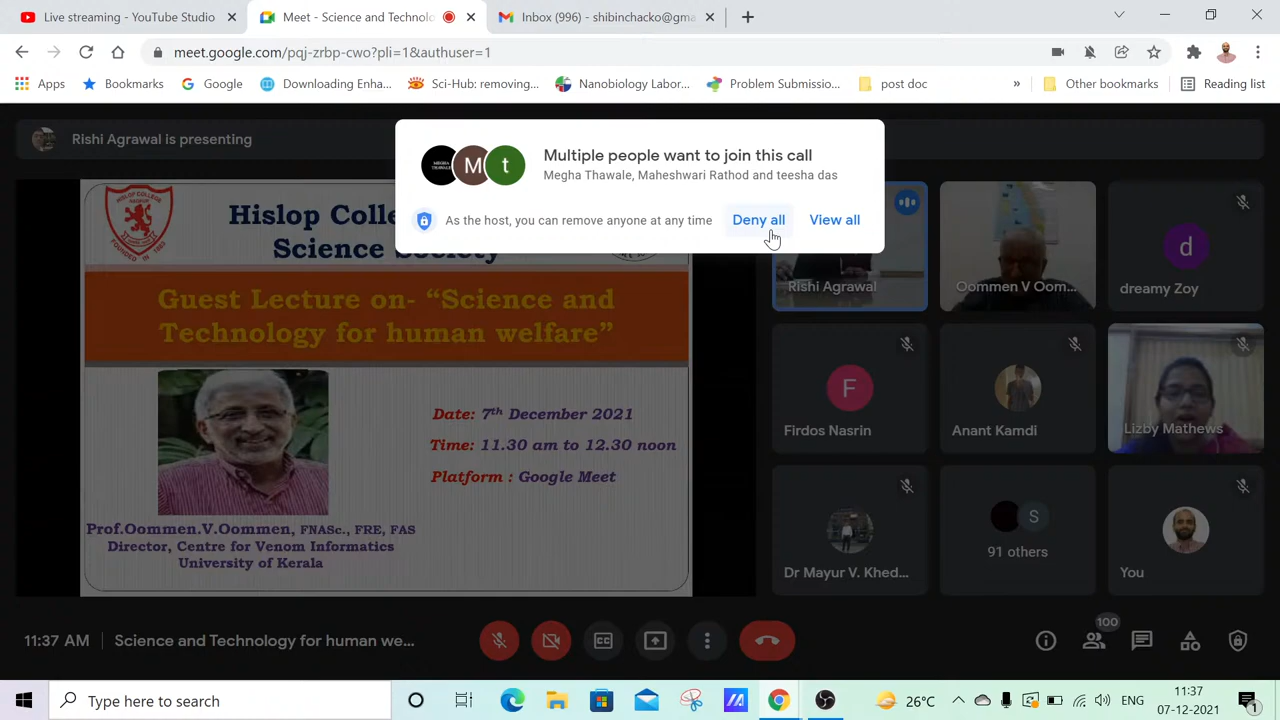 Live streaming - YouTube Studio
Meet - Science and Technolo
Inbox (996) - shibinchacko@gma
meet.google.com/pqj-zrbp-cwo?pli=1&authuser=1
Apps
Bookmarks
Google
Downloading Enha...
Sci-Hub: removing...
Nanobiology Labor...
Problem Submissio...
post doc
»
Other bookmarks
Reading list
Rishi Agrawal is presenting
MEGHA
M
t
Multiple people want to join this call
Megha Thawale, Maheshwari Rathod and teesha das
As the host, you can remove anyone at any time
Deny all
View all
Hislop Colle
Science Society
Guest Lecture on- “Science and
Technology for human welfare”
Date: 7th December 2021
Time: 11.30 am to 12.30 noon
Platform : Google Meet
Prof.Oommen.V.Oommen, FNASc., FRE, FAS
Director, Centre for Venom Informatics
University of Kerala
Rishi Agrawal
Oommen V Oom...
d
dreamy Zoy
F
Firdos Nasrin
Anant Kamdi
Lizby Mathews
Dr Mayur V. Khed...
S
91 others
You
11:37 AM
Science and Technology for human we...
CC
100
Type here to search
26°C
ENG
11:37
07-12-2021
1